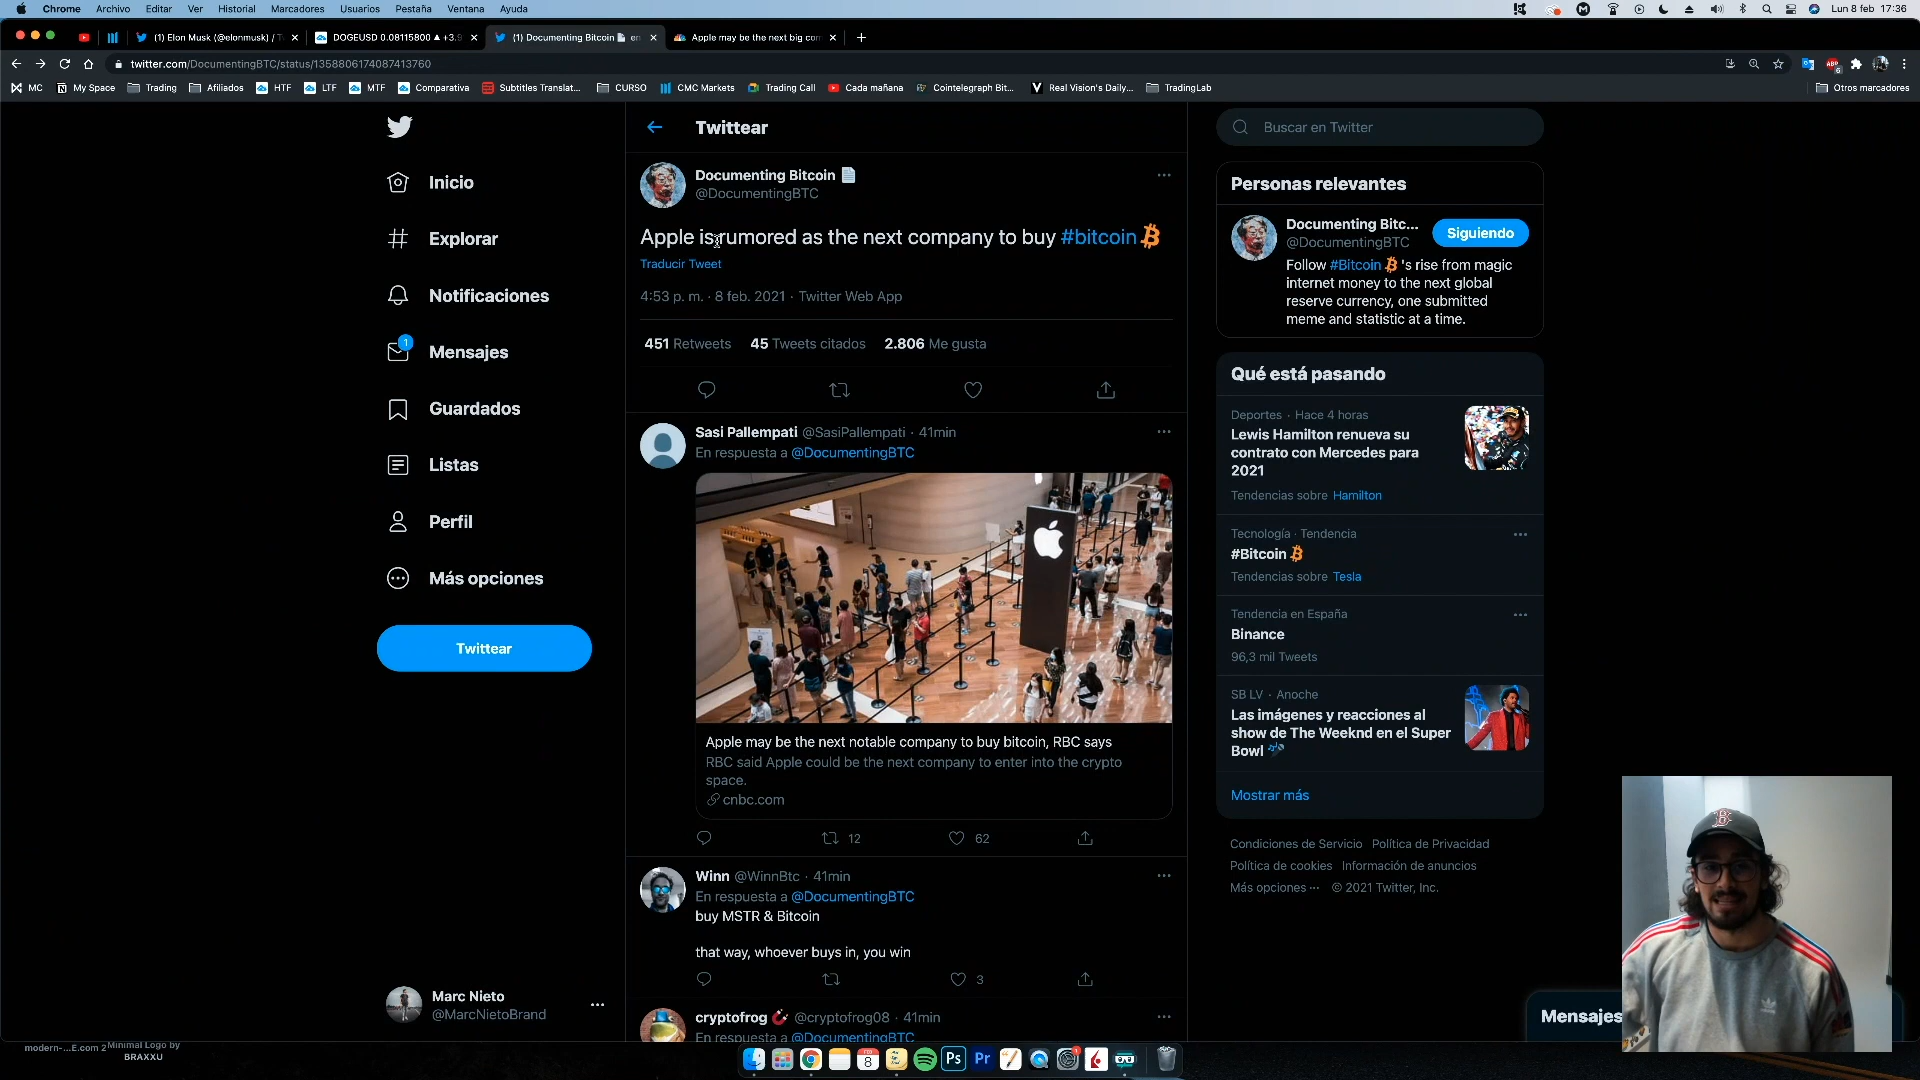 Chrome Archivo Editar Ver Historial Marcadores Usuarios Pestaña Ventana Ayuda
Lun 8 feb 17:36
(1) Elon Musk (@elonmusk) / T
DOGEUSD 0.08115800 ▲ +3.9
(1) Documenting Bitcoin 📄 en
Apple may be the next big con
twitter.com/DocumentingBTC/status/1358806174087413760
MC My Space Trading Afiliados HTF LTF MTF Comparativa Subtitles Translat... CURSO CMC Markets Trading Call Cada mañana Cointelegraph Bit... Real Vision's Daily... TradingLab Otros marcadores
Inicio
Explorar
Notificaciones
1
Mensajes
Guardados
Listas
Perfil
Más opciones
Twittear
Marc Nieto
@MarcNietoBrand
Twittear
Documenting Bitcoin 📄
@DocumentingBTC
Apple is rumored as the next company to buy #bitcoin
Traducir Tweet
4:53 p. m. · 8 feb. 2021 · Twitter Web App
451 Retweets 45 Tweets citados 2.806 Me gusta
Sasi Pallempati @SasiPallempati · 41min
En respuesta a @DocumentingBTC
Apple may be the next notable company to buy bitcoin, RBC says
RBC said Apple could be the next company to enter into the crypto
space.
cnbc.com
12 62
Winn @WinnBtc · 41min
En respuesta a @DocumentingBTC
buy MSTR & Bitcoin
that way, whoever buys in, you win
3
cryptofrog @cryptofrog08 · 41min
En respuesta a @DocumentingBTC
Buscar en Twitter
Personas relevantes
Documenting Bitc...
@DocumentingBTC
Siguiendo
Follow #Bitcoin 's rise from magic
internet money to the next global
reserve currency, one submitted
meme and statistic at a time.
Qué está pasando
Deportes · Hace 4 horas
Lewis Hamilton renueva su
contrato con Mercedes para
2021
Tendencias sobre Hamilton
Tecnología · Tendencia
#Bitcoin
Tendencias sobre Tesla
Tendencia en España
Binance
96,3 mil Tweets
SB LV · Anoche
Las imágenes y reacciones al
show de The Weeknd en el Super
Bowl
Mostrar más
Condiciones de Servicio Política de Privacidad
Política de cookies Información de anuncios
Más opciones ··· © 2021 Twitter, Inc.
Mensajes
B
modern-...E.com 2
Minimal Logo by
BRAXXU
8
Ps Pr